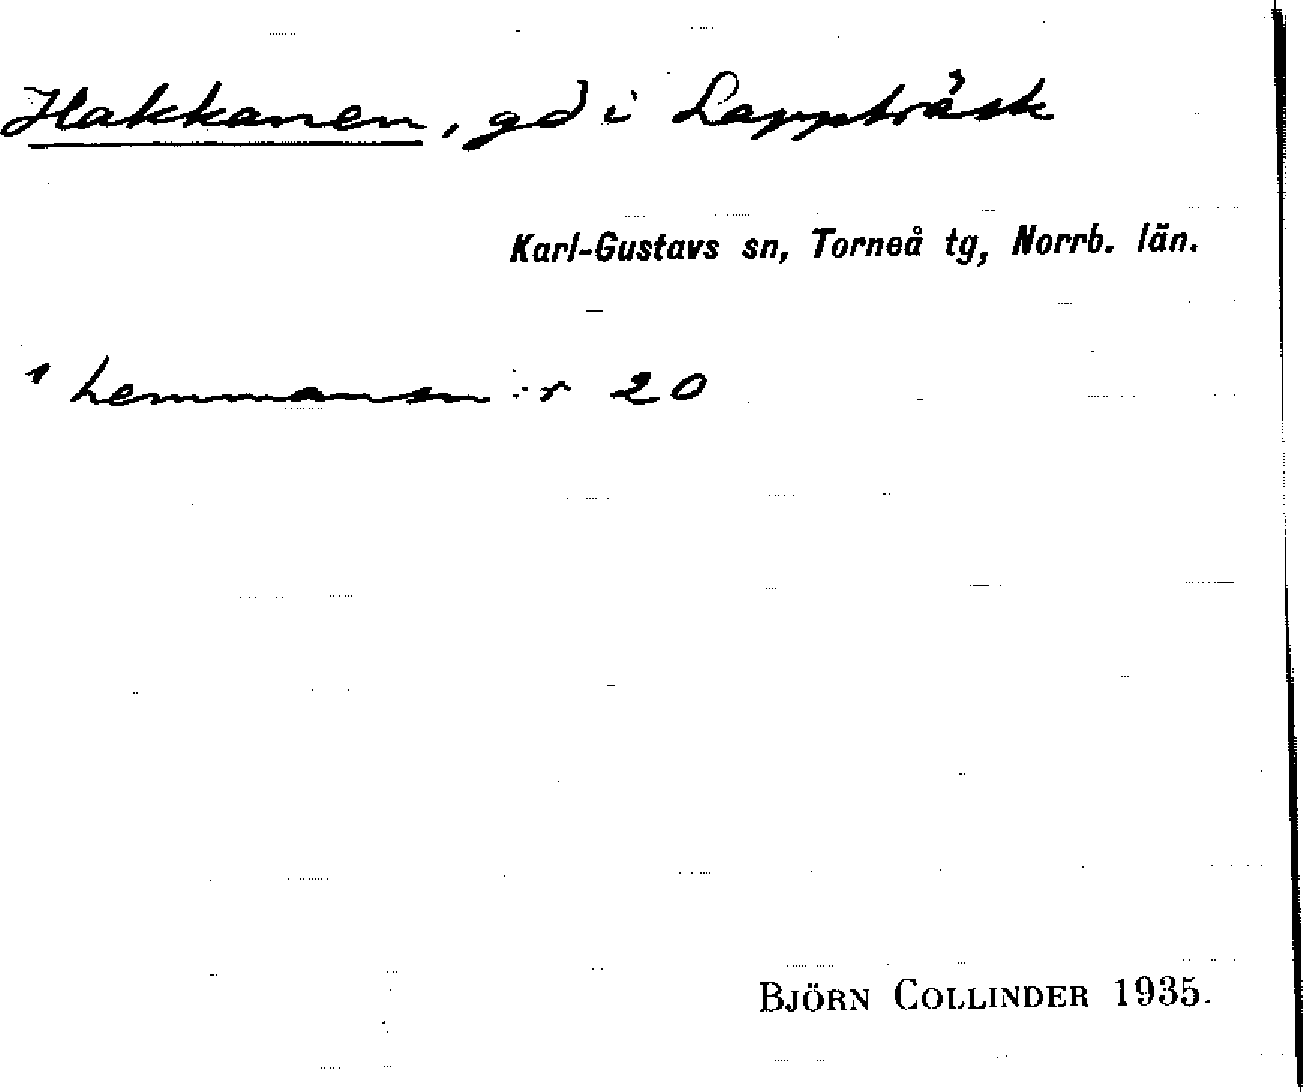 Hakkanen, gd i Lappträsk
Karl-Gustavs sn, Torneå tg, Norrb. län.
1 hemmansn:r 20
BJÖRN COLLINDER 1935.